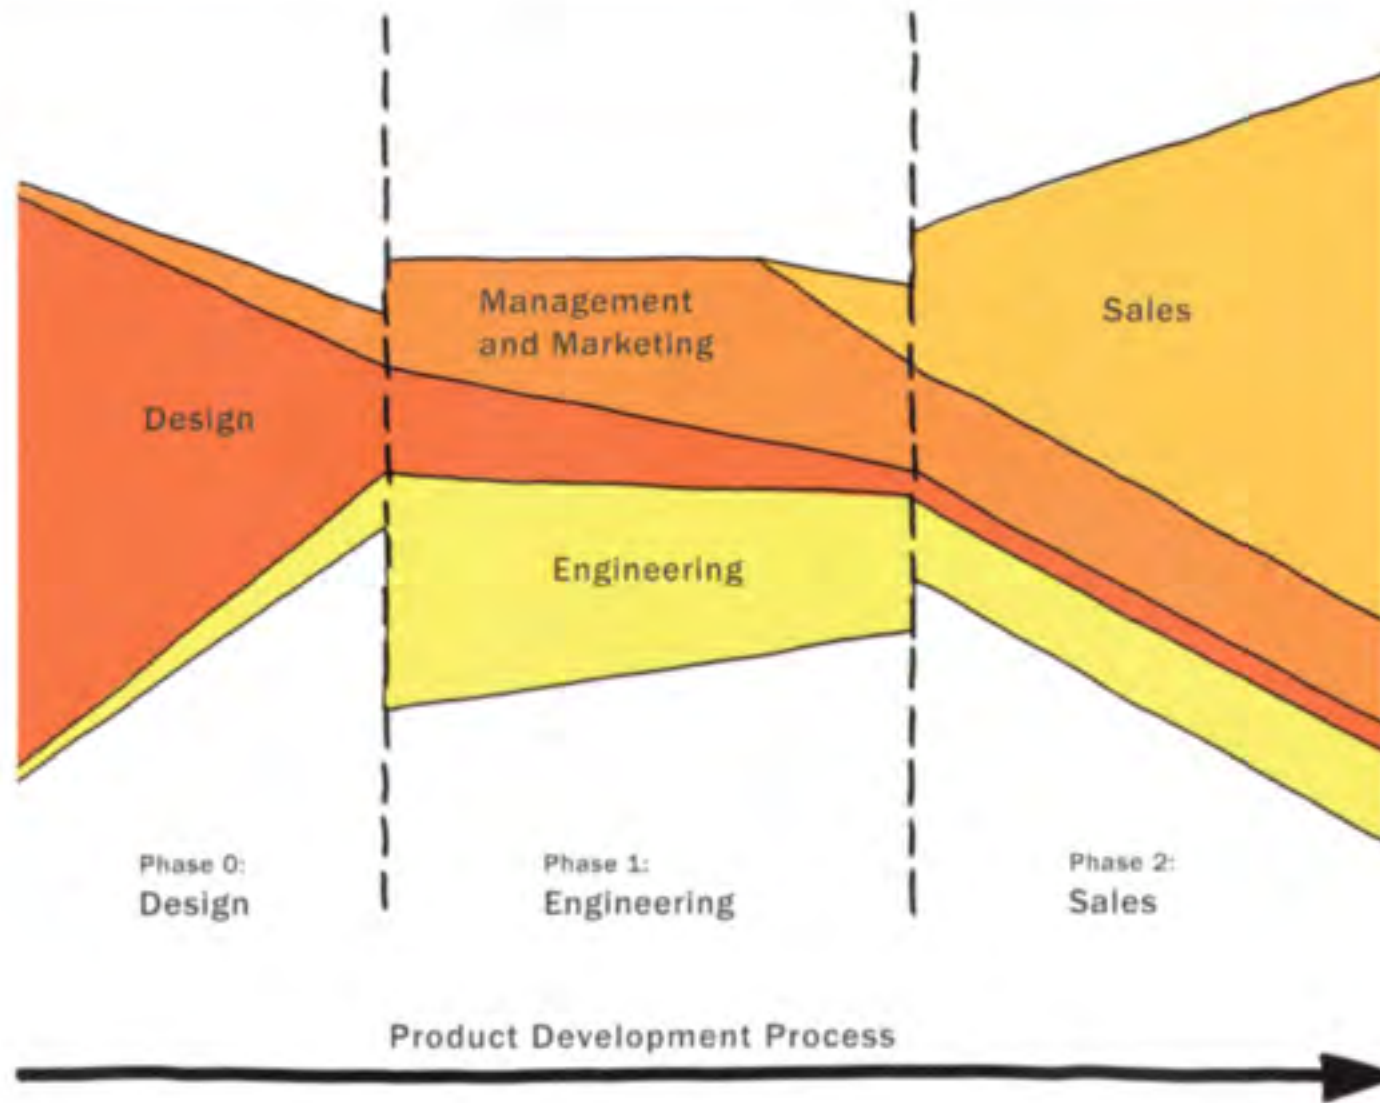 Management
and Marketing
Sales
Design
Engineering
Phase 0:
Design
Phase 1:
Engineering
Phase 2:
Sales
Product Development Process